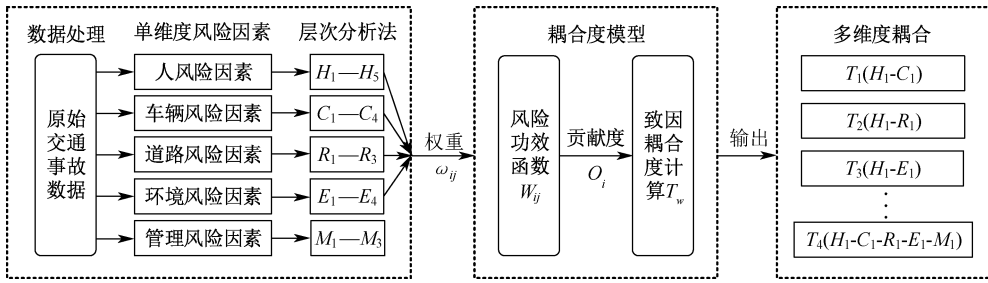 数据处理
单维度风险因素
层次分析法
原始
交通
事故
数据
人风险因素
H₁—H₅
车辆风险因素
C₁—C₄
道路风险因素
R₁—R₃
环境风险因素
E₁—E₄
管理风险因素
M₁—M₃
权重
ωᵢⱼ
耦合度模型
风险
功效
函数
Wᵢⱼ
贡献度
Oᵢ
致因
耦合
度计
算T_w
输出
多维度耦合
T₁(H₁-C₁)
T₂(H₁-R₁)
T₃(H₁-E₁)
⋮
T₄(H₁-C₁-R₁-E₁-M₁)